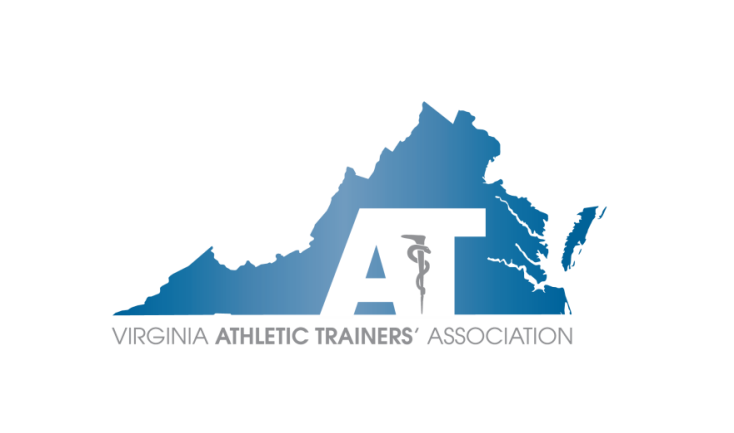 AT
VIRGINIA ATHLETIC TRAINERS’ ASSOCIATION